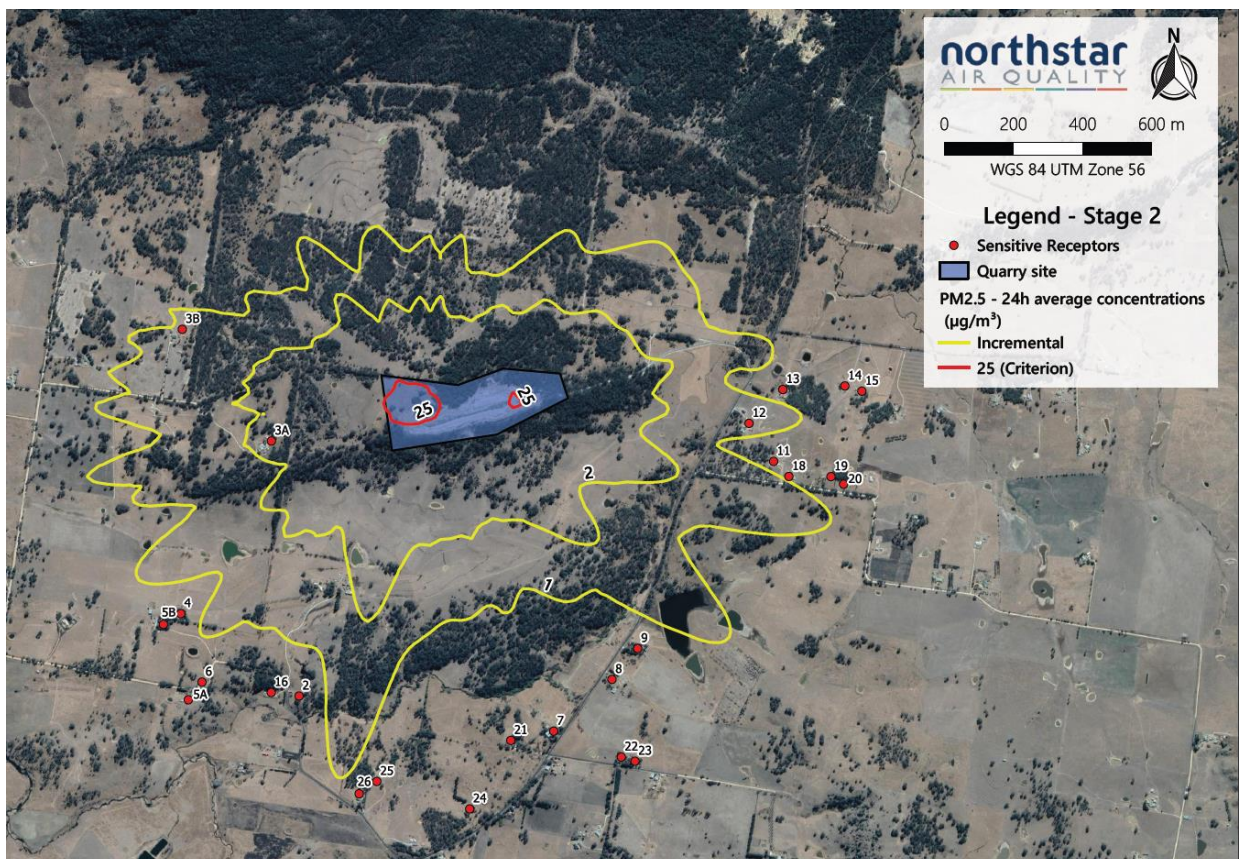 northstar
AIR QUALITY
N
0 200 400 600 m
WGS 84 UTM Zone 56
Legend - Stage 2
Sensitive Receptors
Quarry site
PM2.5 - 24h average concentrations
(µg/m³)
Incremental
25 (Criterion)
3B
13
14
15
25
25
12
3A
11
18
19
20
2
1
4
5B
9
6
5A
16
2
8
7
21
22
23
25
26
24